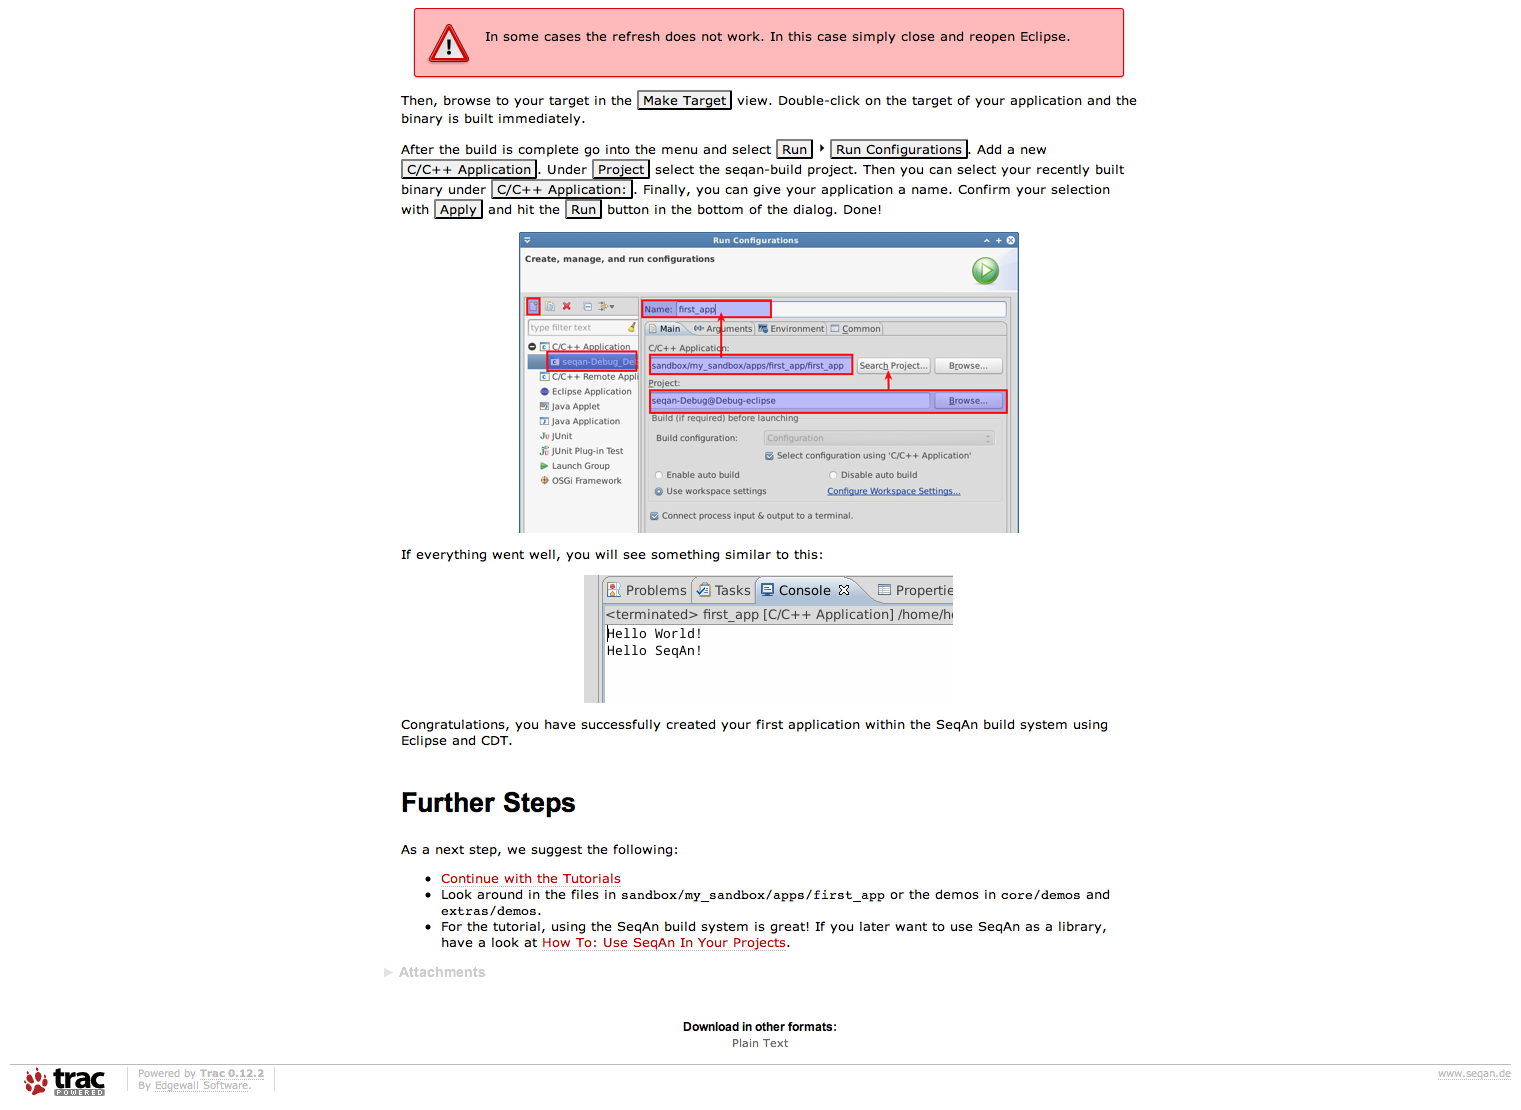 In some cases the refresh does not work. In this case simply close and reopen Eclipse.
Then, browse to your target in the Make Target view. Double-click on the target of your application and the
binary is built immediately.
After the build is complete go into the menu and select Run Run Configurations. Add a new
C/C++ Application. Under Project select the seqan-build project. Then you can select your recently built
binary under C/C++ Application:. Finally, you can give your application a name. Confirm your selection
with Apply and hit the Run button in the bottom of the dialog. Done!
Run Configurations
Create, manage, and run configurations
Name: first_app
type filter text
Main Arguments Environment Common
C/C++ Application
C/C++ Application:
seqan-Debug_De
sandbox/my_sandbox/apps/first_app/first_app Search Project... Browse...
C/C++ Remote Appli
Project:
Eclipse Application
seqan-Debug@Debug-eclipse Browse...
Java Applet
Build (if required) before launching
Java Application
JUnit
Build configuration: Configuration
JUnit Plug-in Test
Select configuration using 'C/C++ Application'
Launch Group
Enable auto build Disable auto build
OSGi Framework
Use workspace settings Configure Workspace Settings...
Connect process input & output to a terminal.
If everything went well, you will see something similar to this:
Problems Tasks Console Propertie
<terminated> first_app [C/C++ Application] /home/h
Hello World!
Hello SeqAn!
Congratulations, you have successfully created your first application within the SeqAn build system using
Eclipse and CDT.
Further Steps
As a next step, we suggest the following:
• Continue with the Tutorials
• Look around in the files in sandbox/my_sandbox/apps/first_app or the demos in core/demos and
extras/demos.
• For the tutorial, using the SeqAn build system is great! If you later want to use SeqAn as a library,
have a look at How To: Use SeqAn In Your Projects.
Attachments
Download in other formats:
Plain Text
trac POWERED
Powered by Trac 0.12.2
By Edgewall Software.
www.seqan.de